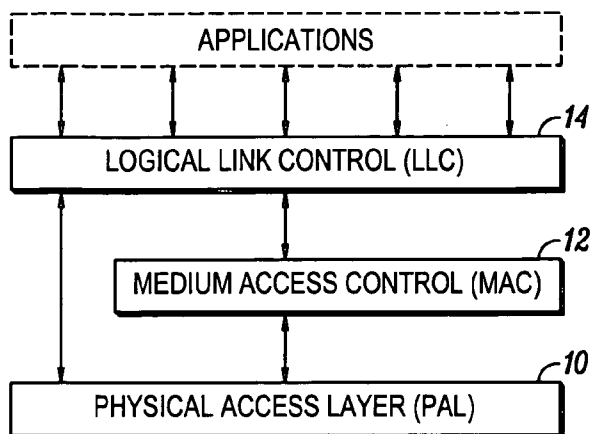 APPLICATIONS
14
LOGICAL LINK CONTROL (LLC)
12
MEDIUM ACCESS CONTROL (MAC)
10
PHYSICAL ACCESS LAYER (PAL)